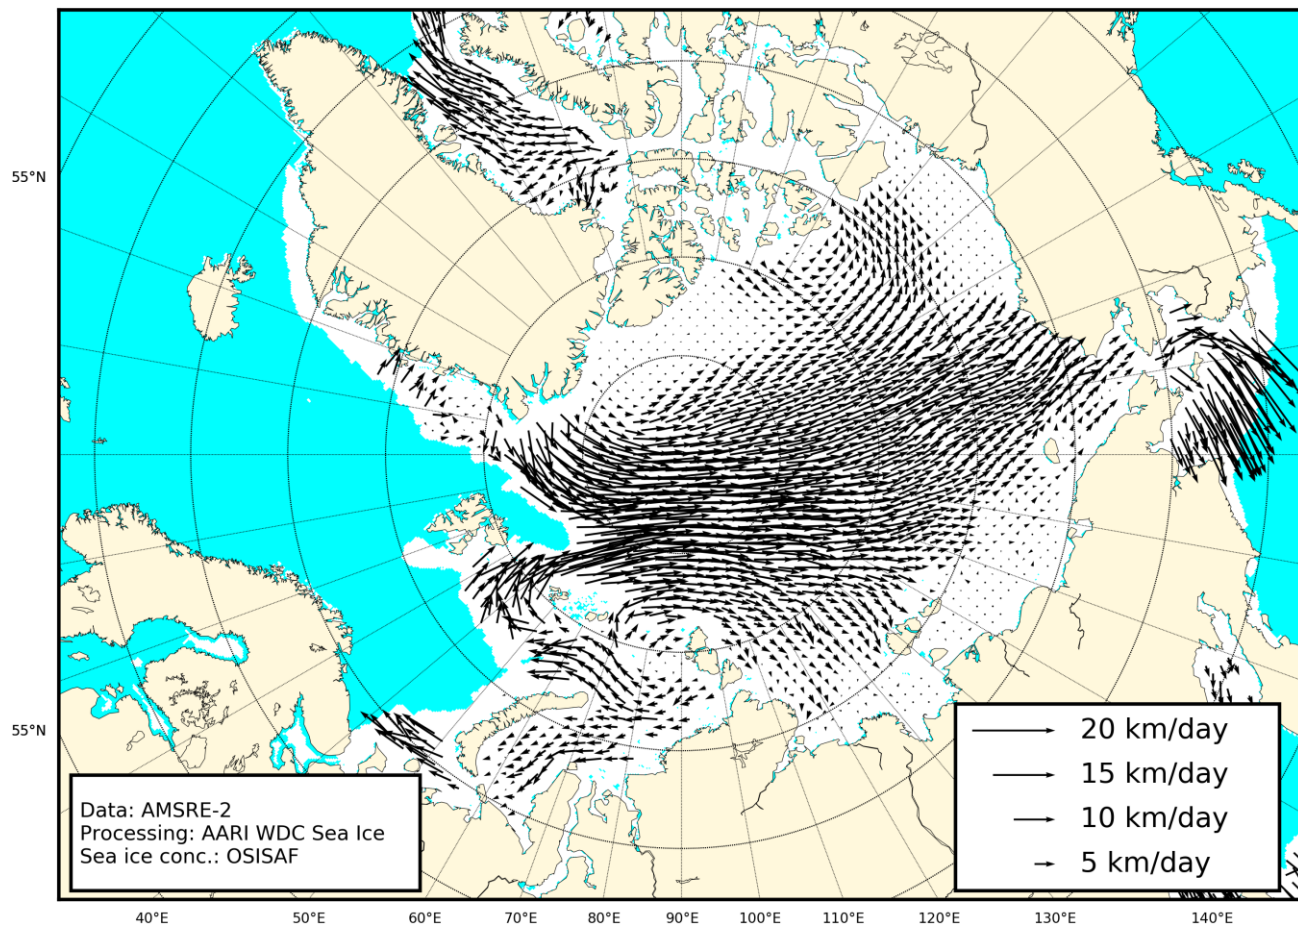 55°N
55°N
20 km/day
15 km/day
10 km/day
5 km/day
Data: AMSRE-2
Processing: AARI WDC Sea Ice
Sea ice conc.: OSISAF
40°E 50°E 60°E 70°E 80°E 90°E 100°E 110°E 120°E 130°E 140°E